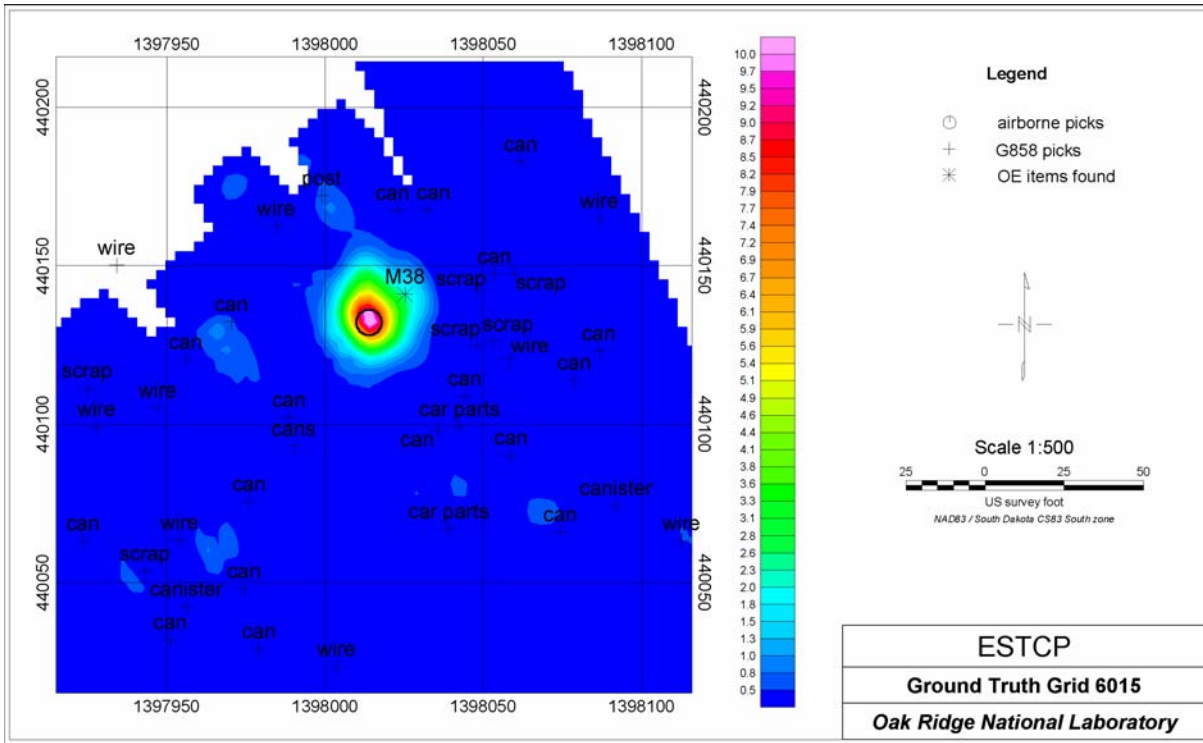 1397950 1398000 1398050 1398100
440200 440200
can
post
can can
wire
wire
wire
440150 can 440150
scrap scrap
M38
can
scrap scrap
can
can wire
can
scrap
can
wire
can
car parts
wire
440100 cans can can 440100
can
canister
car parts
can
wire
can wire
scrap
can
440050 canister 440050
can can
wire
1397950 1398000 1398050 1398100
10.0
9.7
9.5
9.2
9.0
8.7
8.5
8.2
7.9
7.7
7.4
7.2
6.9
6.7
6.4
6.1
5.9
5.6
5.4
5.1
4.9
4.6
4.4
4.1
3.8
3.6
3.3
3.1
2.8
2.6
2.3
2.0
1.8
1.5
1.3
1.0
0.8
0.5
Legend
airborne picks
G858 picks
OE items found
N
Scale 1:500
25 0 25 50
US survey foot
NAD83 / South Dakota CS83 South zone
ESTCP
Ground Truth Grid 6015
Oak Ridge National Laboratory